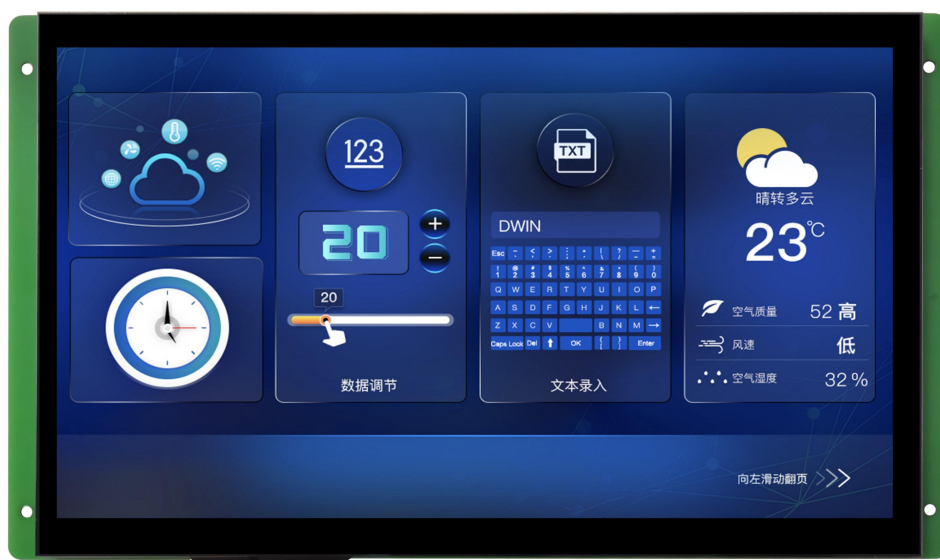 123
20
+
−
20
数据调节
TXT
DWIN
Esc
Q W E R T Y U I O P
A S D F G H J K L ←
Z X C V B N M →
Caps Lock Del OK { } Enter
文本录入
晴转多云
23℃
空气质量 52 高
风速 低
空气湿度 32 %
向左滑动翻页